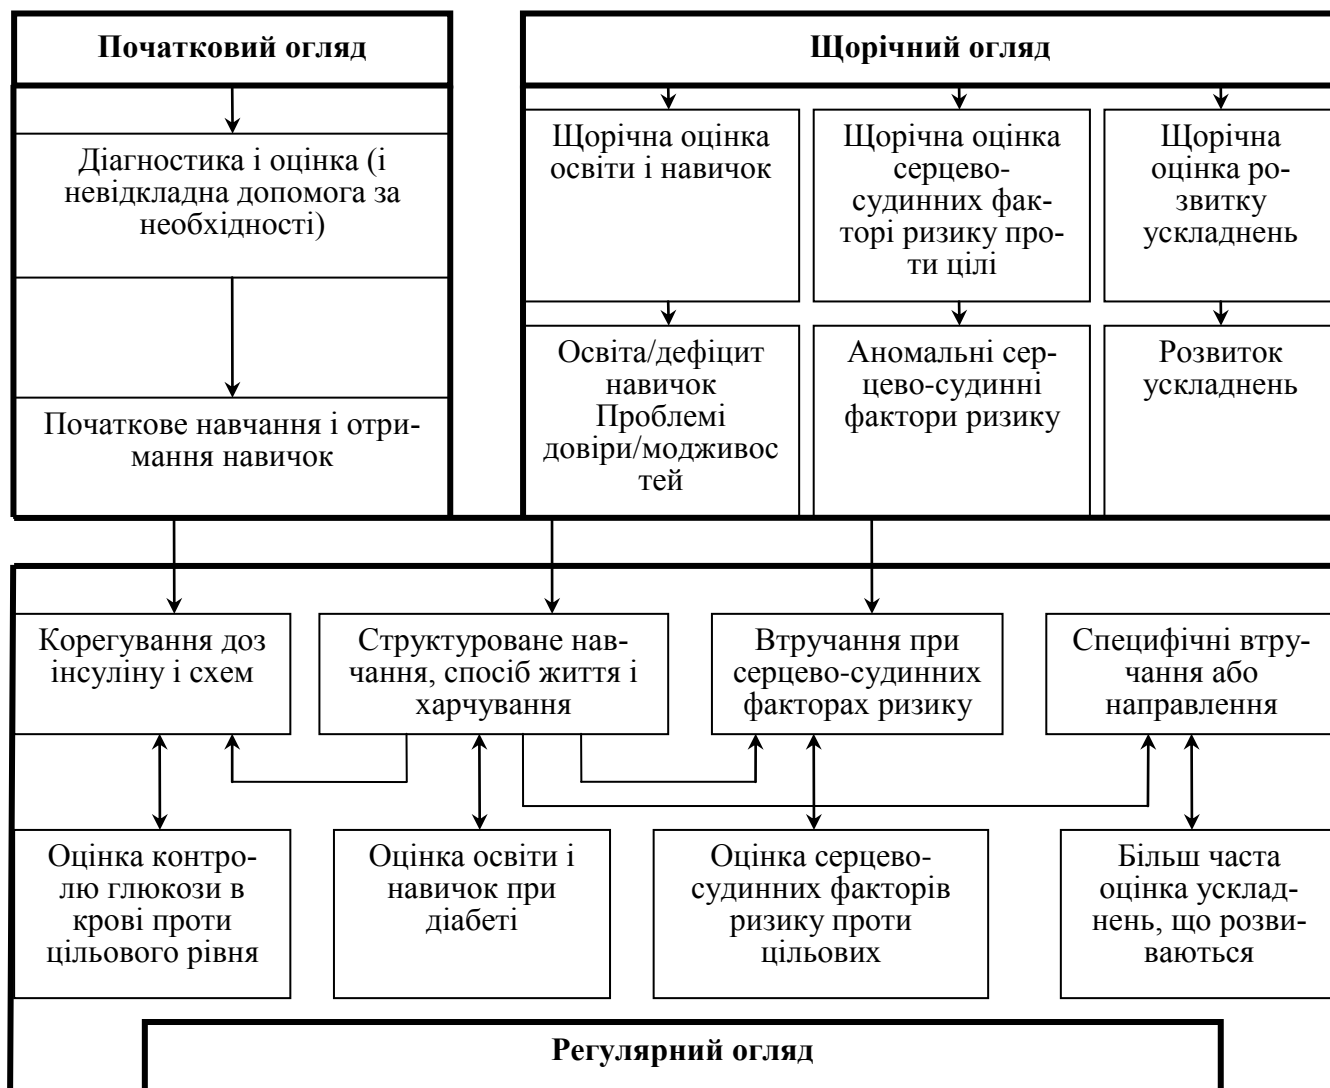 Початковий огляд
Щорічний огляд
Діагностика і оцінка (і
невідкладна допомога за
необхідності)
Початкове навчання і отри-
мання навичок
Щорічна оцінка
освіти і навичок
Щорічна оцінка
серцево-
судинних фак-
торі ризику про-
ти цілі
Щорічна
оцінка ро-
звитку
ускладнень
Освіта/дефіцит
навичок
Проблемі
довіри/модживос
тей
Аномальні сер-
цево-судинні
фактори ризику
Розвиток
ускладнень
Корегування доз
інсуліну і схем
Структуроване нав-
чання, спосіб життя і
харчування
Втручання при
серцево-судинних
факторах ризику
Специфічні втру-
чання або
направлення
Оцінка контро-
лю глюкози в
крові проти
цільового рівня
Оцінка освіти і
навичок при
діабеті
Оцінка серцево-
судинних факторів
ризику проти
цільових
Більш часта
оцінка усклад-
нень, що розви-
ваються
Регулярний огляд